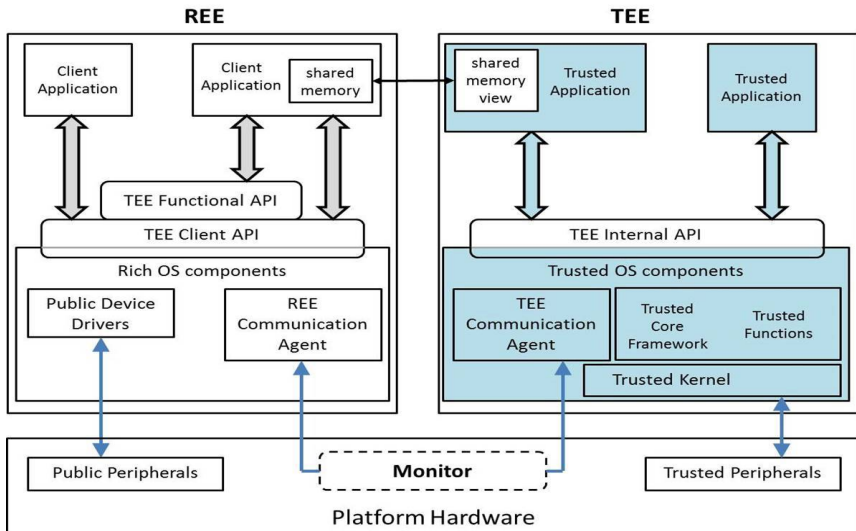 REE
TEE
Client
Application
Client
Application
shared
memory
shared
memory
view
Trusted
Application
Trusted
Application
TEE Functional API
TEE Client API
TEE Internal API
Rich OS components
Trusted OS components
Public Device
Drivers
REE
Communication
Agent
TEE
Communication
Agent
Trusted
Core
Framework
Trusted
Functions
Trusted Kernel
Public Peripherals
Monitor
Trusted Peripherals
Platform Hardware